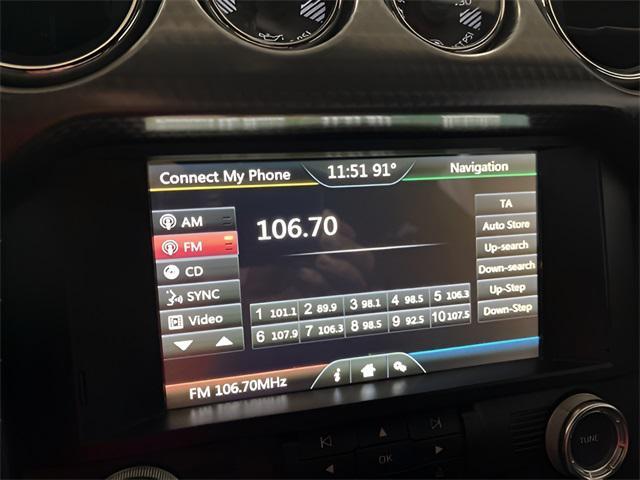 PSI
30
PSI
Connect My Phone
11:51 91°
Navigation
AM
FM
CD
SYNC
Video
106.70
TA
Auto Store
Up-search
Down-search
Up-Step
Down-Step
1 101.1 2 89.9 3 98.1 4 98.5 5 106.3
6 107.9 7 106.3 8 98.5 9 92.5 10 107.5
FM 106.70MHz
OK
TUNE